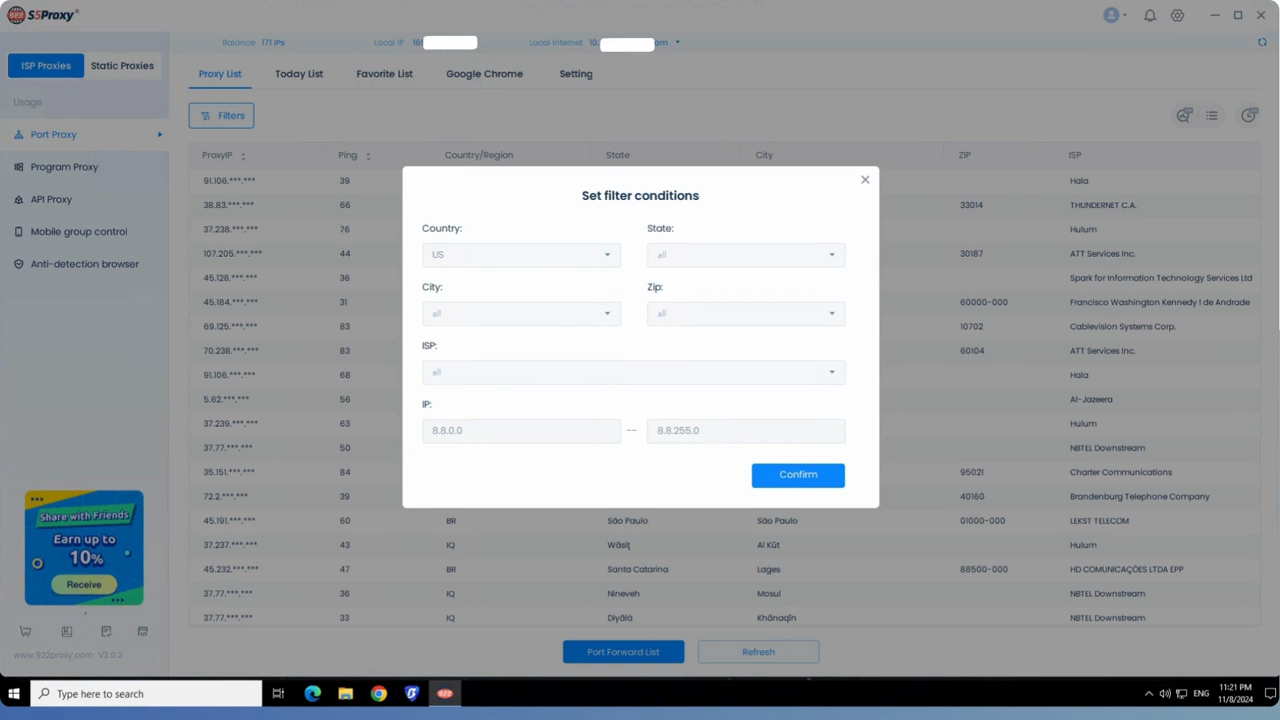 922 S5Proxy®
Balance 171 IPs Local IP 16 Local Internet 10. om
ISP Proxies Static Proxies
Proxy List Today List Favorite List Google Chrome Setting
Usage
Filters
Port Proxy
Program Proxy
API Proxy
Mobile group control
Anti-detection browser
ProxyIP Ping Country/Region State City ZIP ISP
91.106.***.*** 39 Hala
38.83.***.*** 66 33014 THUNDERNET C.A.
37.238.***.*** 76 Hulum
107.205.***.*** 44 30187 ATT Services Inc.
45.128.***.*** 36 Spark for Information Technology Services Ltd
45.184.***.*** 31 60000-000 Francisco Washington Kennedy l de Andrade
69.125.***.*** 83 10702 Cablevision Systems Corp.
70.238.***.*** 83 60104 ATT Services Inc.
91.106.***.*** 68 Hala
5.62.***.*** 56 Al-Jazeera
37.239.***.*** 63 Hulum
37.77.***.*** 50 NBTEL Downstream
35.151.***.*** 84 95021 Charter Communications
72.2.***.*** 39 40160 Brandenburg Telephone Company
45.191.***.*** 60 BR São Paulo São Paulo 01000-000 LEKST TELECOM
37.237.***.*** 43 IQ Wāsiţ Al Kūt Hulum
45.232.***.*** 47 BR Santa Catarina Lages 88500-000 HD COMUNICAÇÕES LTDA EPP
37.77.***.*** 36 IQ Nineveh Mosul NBTEL Downstream
37.77.***.*** 33 IQ Diyālá Khānaqīn NBTEL Downstream
Set filter conditions
Country: State:
US all
City: Zip:
all all
ISP:
all
IP:
8.8.0.0 -- 8.8.255.0
Confirm
Share with Friends
Earn up to
10%
Receive
www.922proxy.com V2.0.2
Port Forward List Refresh
Type here to search
922
ENG
11:21 PM
11/8/2024